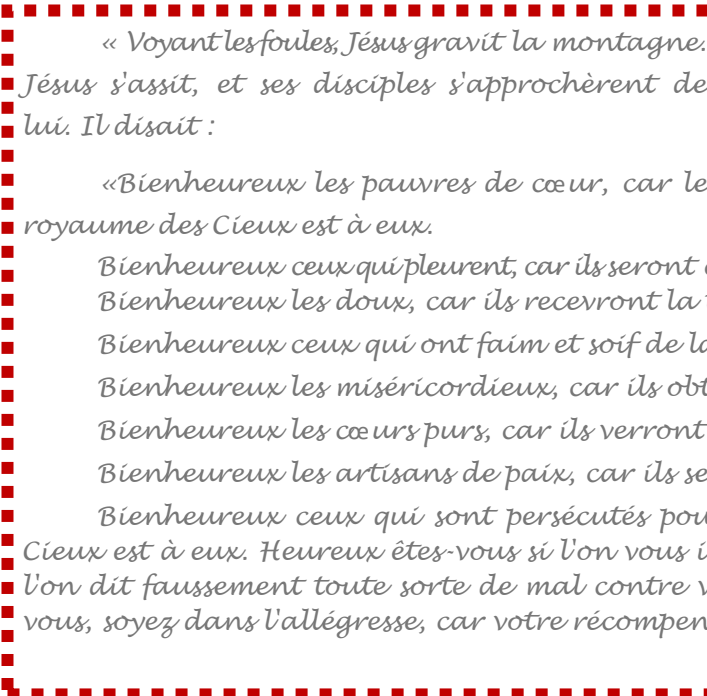 « Voyant les foules, Jésus gravit la montagne.
Jésus s'assit, et ses disciples s'approchèrent de
lui. Il disait :
«Bienheureux les pauvres de cœur, car le
royaume des Cieux est à eux.
Bienheureux ceux qui pleurent, car ils seront
Bienheureux les doux, car ils recevront la
Bienheureux ceux qui ont faim et soif de la
Bienheureux les miséricordieux, car ils obt
Bienheureux les cœurs purs, car ils verront
Bienheureux les artisans de paix, car ils se
Bienheureux ceux qui sont persécutés pou
Cieux est à eux. Heureux êtes-vous si l'on vous i
l'on dit faussement toute sorte de mal contre v
vous, soyez dans l'allégresse, car votre récompen